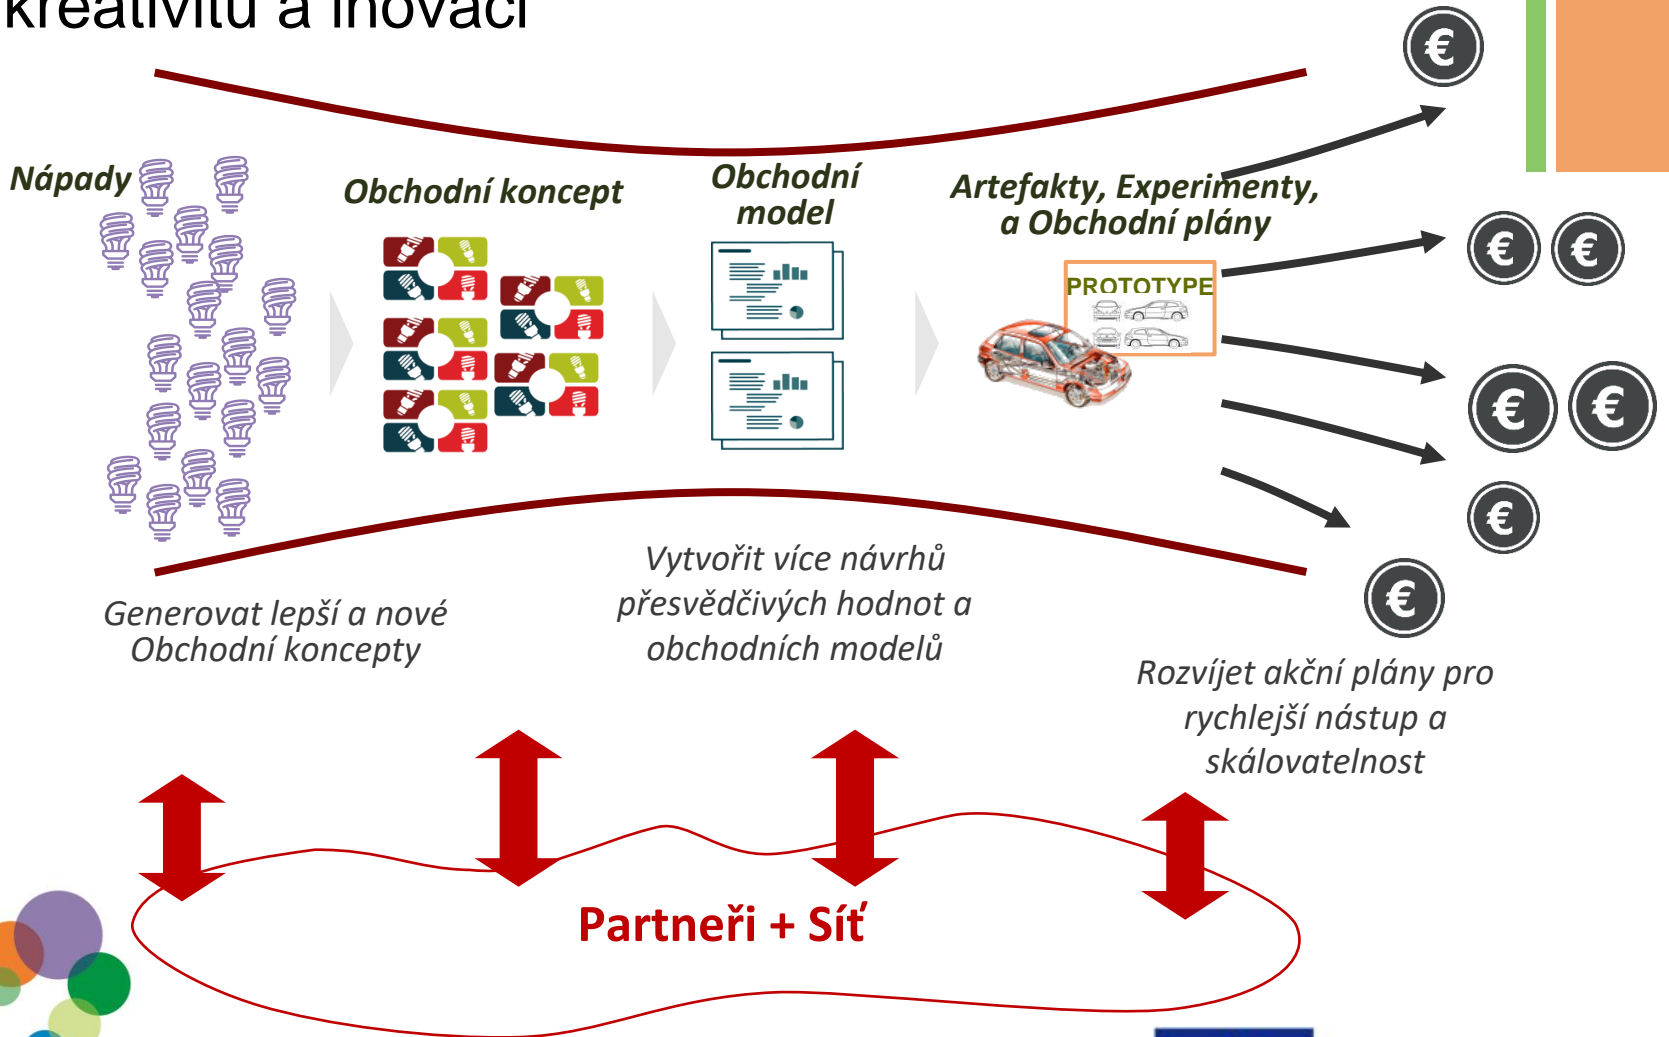 kreativitu a inovaci
Nápady
Obchodní koncept
Obchodní
model
Artefakty, Experimenty,
a Obchodní plány
PROTOTYPE
€
€ €
€ €
€
€
Generovat lepší a nové
Obchodní koncepty
Vytvořit více návrhů
přesvědčivých hodnot a
obchodních modelů
Rozvíjet akční plány pro
rychlejší nástup a
skálovatelnost
Partneři + Síť